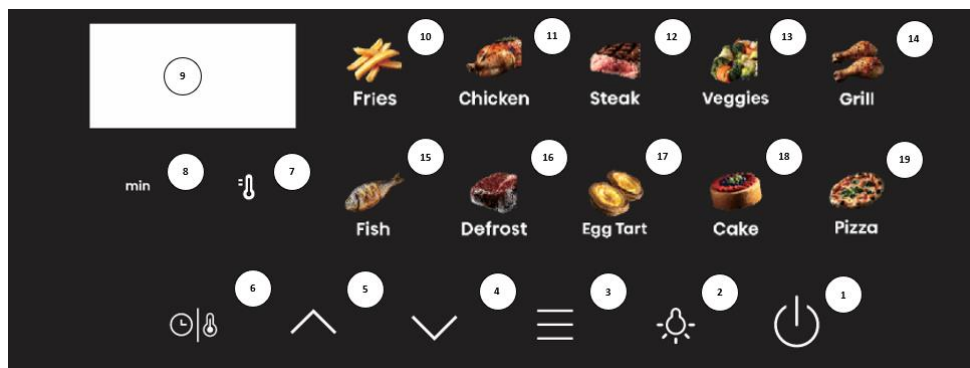 10 11 12 13 14
9
Fries Chicken Steak Veggies Grill
15 16 17 18 19
min 8 7
Fish Defrost Egg Tart Cake Pizza
6 5 4 3 2 1